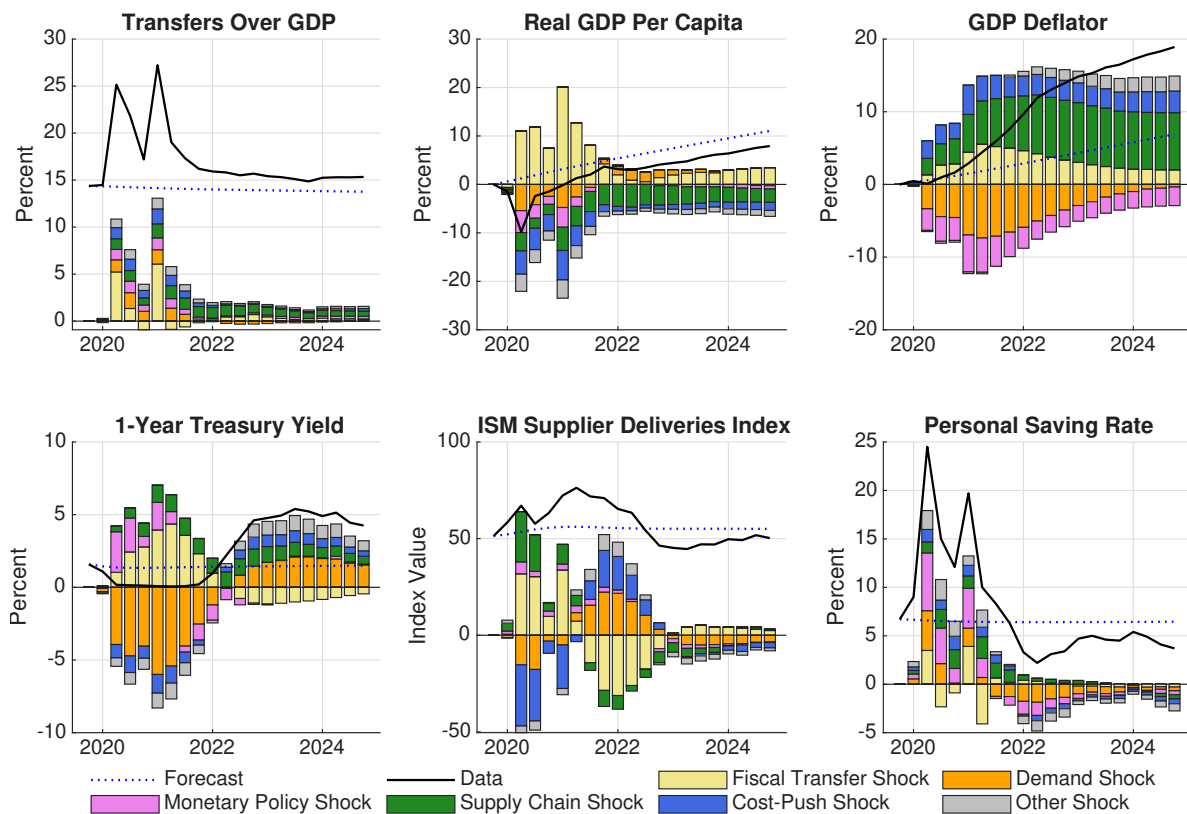 Transfers Over GDP
Real GDP Per Capita
GDP Deflator
Percent
30
25
20
15
10
5
0
2020
2022
2024
Percent
30
20
10
0
-10
-20
-30
2020
2022
2024
Percent
20
10
0
-10
-20
2020
2022
2024
1-Year Treasury Yield
ISM Supplier Deliveries Index
Personal Saving Rate
Percent
10
5
0
-5
-10
2020
2022
2024
Index Value
100
50
0
-50
2020
2022
2024
Percent
25
20
15
10
5
0
-5
2020
2022
2024
Forecast
Data
Fiscal Transfer Shock
Demand Shock
Monetary Policy Shock
Supply Chain Shock
Cost-Push Shock
Other Shock